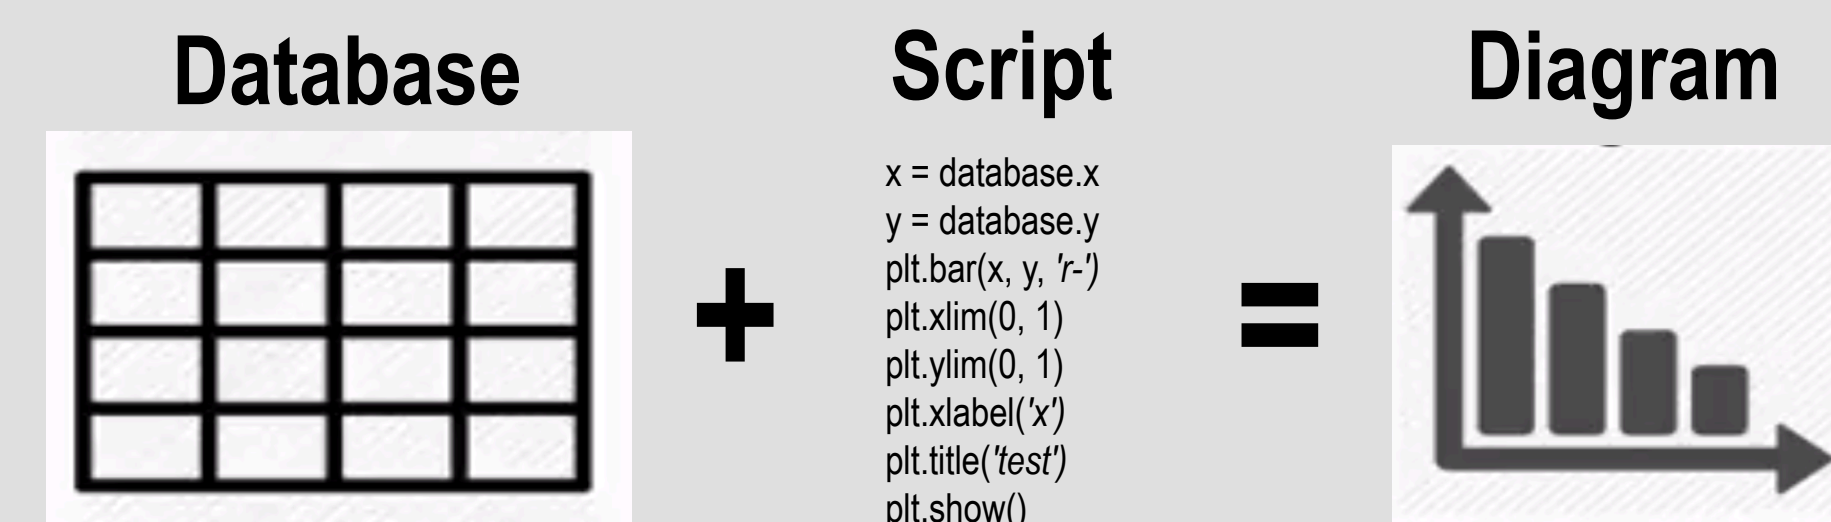 Database
+
Script
x = database.x
y = database.y
plt.bar(x, y, 'r-')
plt.xlim(0, 1)
plt.ylim(0, 1)
plt.xlabel('x')
plt.title('test')
plt.show()
=
Diagram